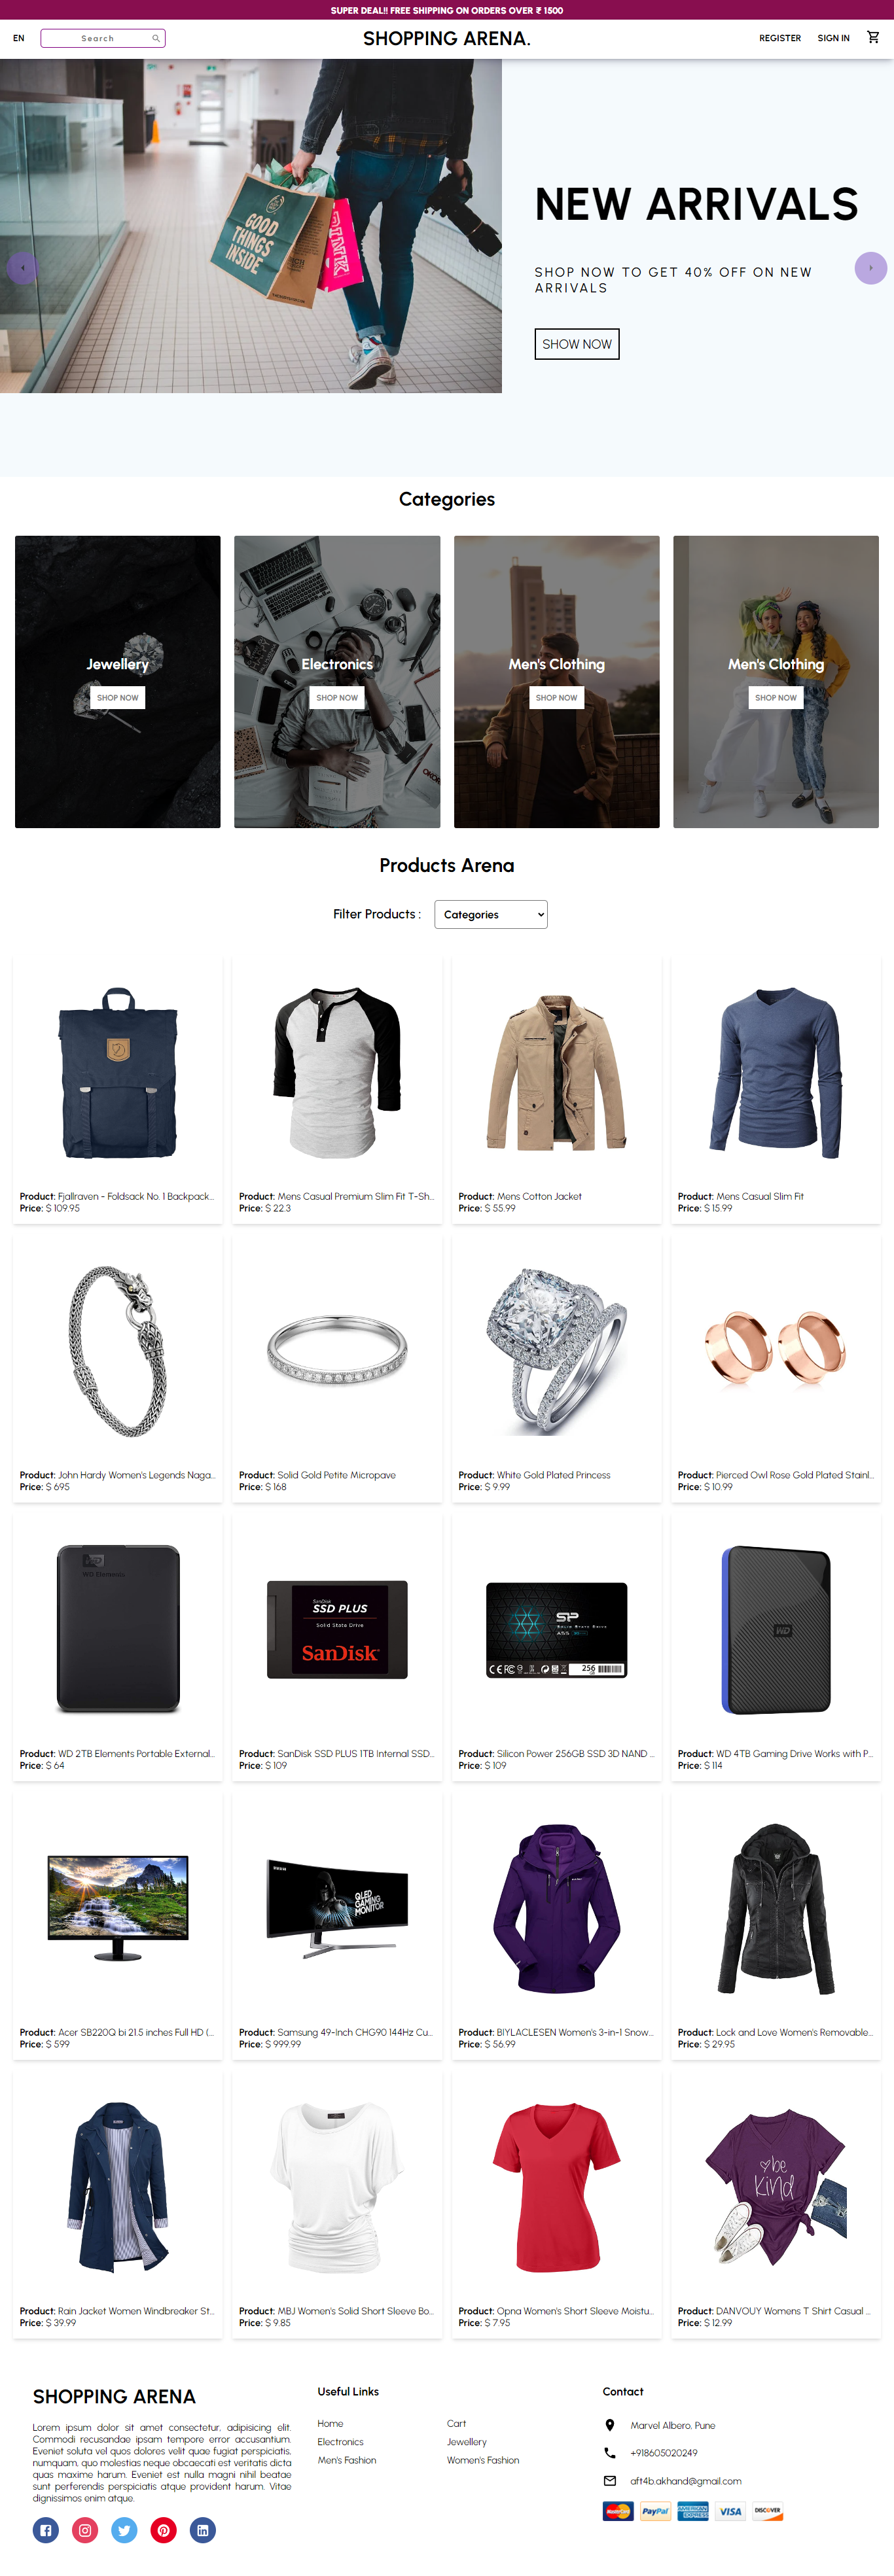 SUPER DEAL!! FREE SHIPPING ON ORDERS OVER ₹ 1500
EN
Search
SHOPPING ARENA.
REGISTER
SIGN IN
GOOD
THINGS
INSIDE
PINK
NEW ARRIVALS
SHOP NOW TO GET 40% OFF ON NEW
ARRIVALS
SHOW NOW
Categories
Jewellery
SHOP NOW
Electronics
SHOP NOW
Men's Clothing
SHOP NOW
Men's Clothing
SHOP NOW
Products Arena
Filter Products :
Categories
Product: Fjallraven - Foldsack No. 1 Backpack...
Price: $ 109.95
Product: Mens Casual Premium Slim Fit T-Sh...
Price: $ 22.3
Product: Mens Cotton Jacket
Price: $ 55.99
Product: Mens Casual Slim Fit
Price: $ 15.99
Product: John Hardy Women's Legends Naga...
Price: $ 695
Product: Solid Gold Petite Micropave
Price: $ 168
Product: White Gold Plated Princess
Price: $ 9.99
Product: Pierced Owl Rose Gold Plated Stainl...
Price: $ 10.99
WD
WD Elements
Product: WD 2TB Elements Portable External...
Price: $ 64
SanDisk
SSD PLUS
Solid State Drive
SanDisk
Product: SanDisk SSD PLUS 1TB Internal SSD...
Price: $ 109
SP
Solid State Drive
A55
256
Product: Silicon Power 256GB SSD 3D NAND ...
Price: $ 109
WD
Product: WD 4TB Gaming Drive Works with P...
Price: $ 114
Product: Acer SB220Q bi 21.5 inches Full HD (...
Price: $ 599
QLED
GAMING
MONITOR
Product: Samsung 49-Inch CHG90 144Hz Cu...
Price: $ 999.99
Product: BIYLACLESEN Women's 3-in-1 Snow...
Price: $ 56.99
Product: Lock and Love Women's Removable...
Price: $ 29.95
Product: Rain Jacket Women Windbreaker St...
Price: $ 39.99
Product: MBJ Women's Solid Short Sleeve Bo...
Price: $ 9.85
Product: Opna Women's Short Sleeve Moistu...
Price: $ 7.95
be
kind
Product: DANVOUY Womens T Shirt Casual ...
Price: $ 12.99
SHOPPING ARENA
Lorem ipsum dolor sit amet consectetur, adipisicing elit.
Commodi recusandae ipsam tempore error accusantium.
Eveniet soluta vel quos dolores velit quae fugiat perspiciatis,
numquam, quo molestias neque obcaecati est veritatis dicta
quas maxime harum. Eveniet est nulla magni nihil beatae
sunt perferendis perspiciatis atque provident harum. Vitae
dignissimos enim atque.
Useful Links
Home
Cart
Electronics
Jewellery
Men's Fashion
Women's Fashion
Contact
Marvel Albero, Pune
+918605020249
aft4b.akhand@gmail.com
MasterCard
PayPal
AMERICAN EXPRESS
VISA
DISCOVER